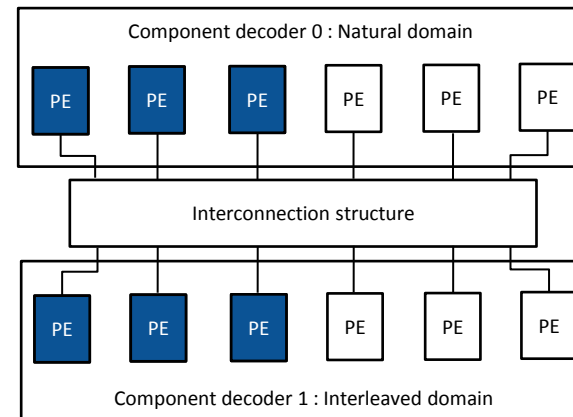 Component decoder 0 : Natural domain
PE PE PE PE PE PE
Interconnection structure
PE PE PE PE PE PE
Component decoder 1 : Interleaved domain